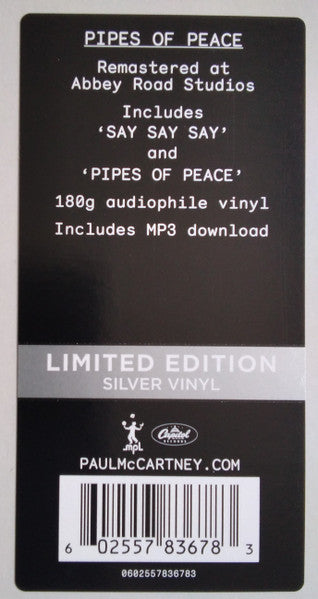 PIPES OF PEACE
Remastered at
Abbey Road Studios
Includes
‘SAY SAY SAY’
and
‘PIPES OF PEACE’
180g audiophile vinyl
Includes MP3 download
LIMITED EDITION
SILVER VINYL
mpl
Capitol
RECORDS
PAULMcCARTNEY.COM
6 02557 83678 3
0602557836783